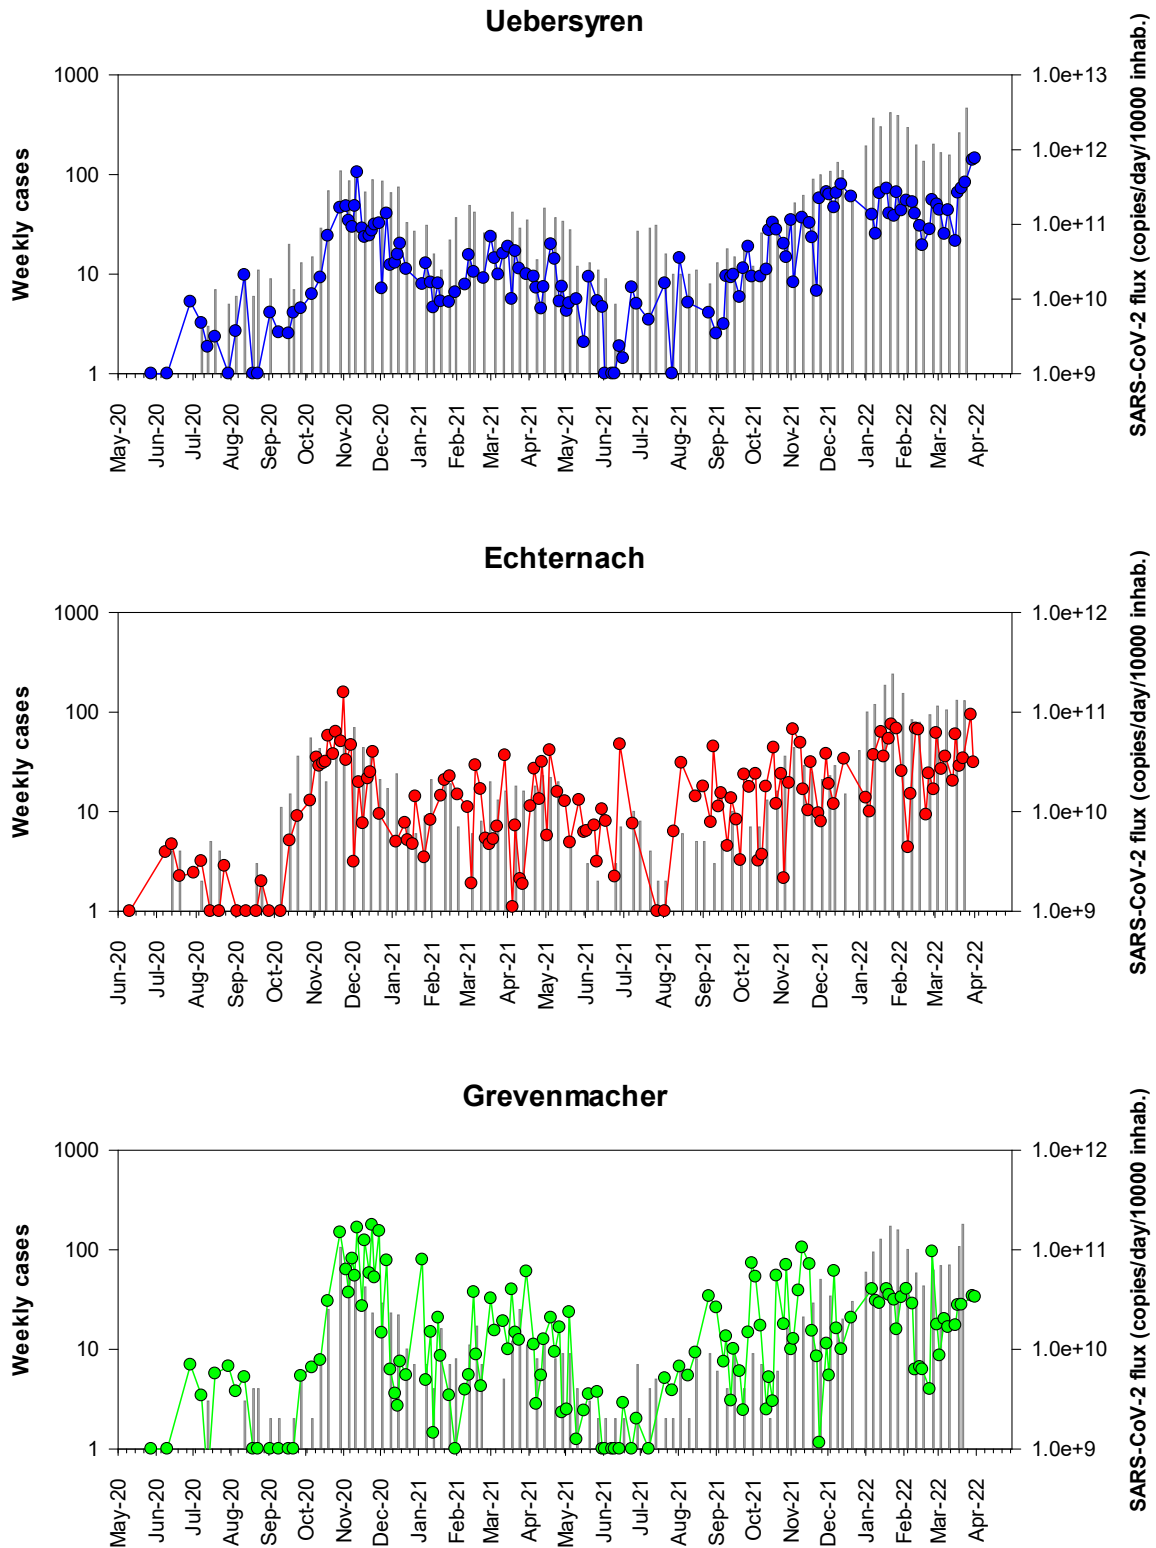 Uebersyren
Weekly cases
SARS-CoV-2 flux (copies/day/10000 inhab.)
1000
100
10
1
1.0e+13
1.0e+12
1.0e+11
1.0e+10
1.0e+9
May-20 Jun-20 Jul-20 Aug-20 Sep-20 Oct-20 Nov-20 Dec-20 Jan-21 Feb-21 Mar-21 Apr-21 May-21 Jun-21 Jul-21 Aug-21 Sep-21 Oct-21 Nov-21 Dec-21 Jan-22 Feb-22 Mar-22 Apr-22
Echternach
Weekly cases
SARS-CoV-2 flux (copies/day/10000 inhab.)
1000
100
10
1
1.0e+12
1.0e+11
1.0e+10
1.0e+9
Jun-20 Jul-20 Aug-20 Sep-20 Oct-20 Nov-20 Dec-20 Jan-21 Feb-21 Mar-21 Apr-21 May-21 Jun-21 Jul-21 Aug-21 Sep-21 Oct-21 Nov-21 Dec-21 Jan-22 Feb-22 Mar-22 Apr-22
Grevenmacher
Weekly cases
SARS-CoV-2 flux (copies/day/10000 inhab.)
1000
100
10
1
1.0e+12
1.0e+11
1.0e+10
1.0e+9
May-20 Jun-20 Jul-20 Aug-20 Sep-20 Oct-20 Nov-20 Dec-20 Jan-21 Feb-21 Mar-21 Apr-21 May-21 Jun-21 Jul-21 Aug-21 Sep-21 Oct-21 Nov-21 Dec-21 Jan-22 Feb-22 Mar-22 Apr-22